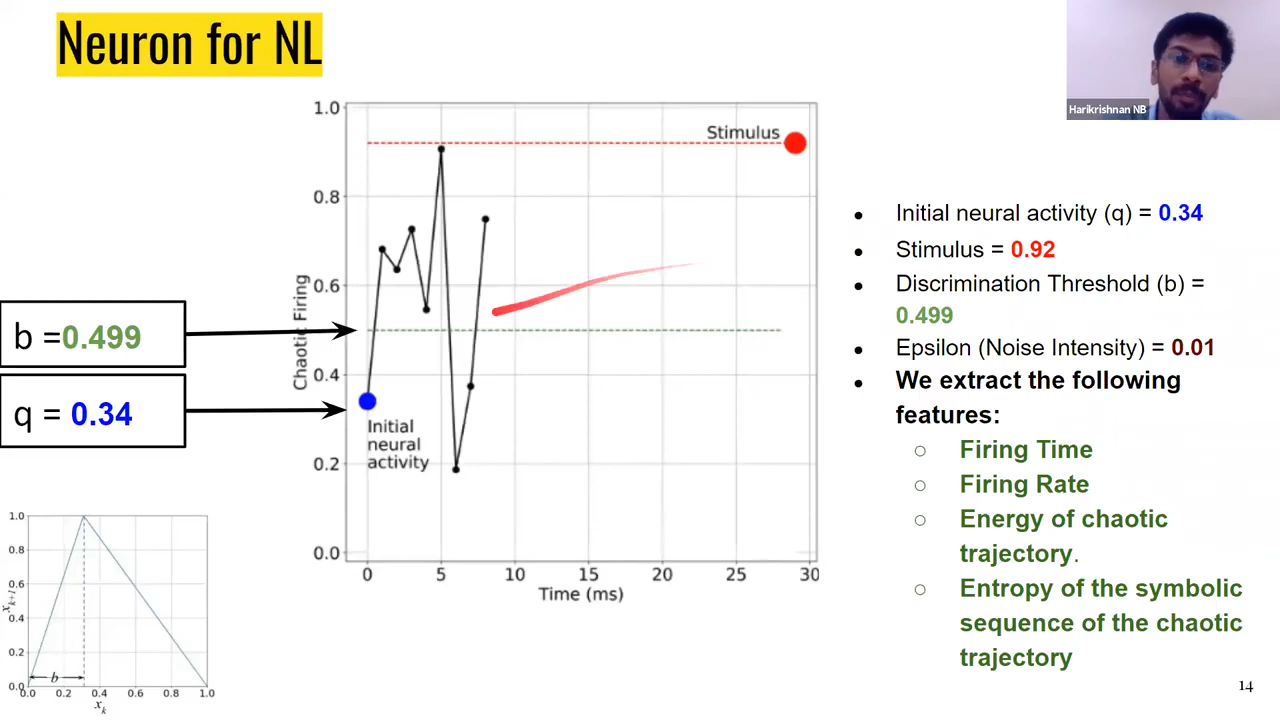 Neuron for NL
Harikrishnan NB
1.0
0.8
0.6
0.4
0.2
0.0
Chaotic Firing
Stimulus
Initial
neural
activity
0 5 10 15 20 25 30
Time (ms)
b =0.499
q = 0.34
1.0
0.8
0.6
0.4
0.2
0.0
xk+1
b
0.0 0.2 0.4 0.6 0.8 1.0
xk
● Initial neural activity (q) = 0.34
● Stimulus = 0.92
● Discrimination Threshold (b) =
0.499
● Epsilon (Noise Intensity) = 0.01
● We extract the following
features:
○ Firing Time
○ Firing Rate
○ Energy of chaotic
trajectory.
○ Entropy of the symbolic
sequence of the chaotic
trajectory
14